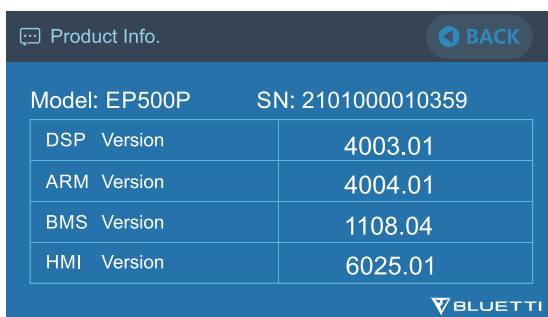 Product Info.
BACK
Model: EP500P SN: 2101000010359
DSP Version 4003.01
ARM Version 4004.01
BMS Version 1108.04
HMI Version 6025.01
BLUETTI